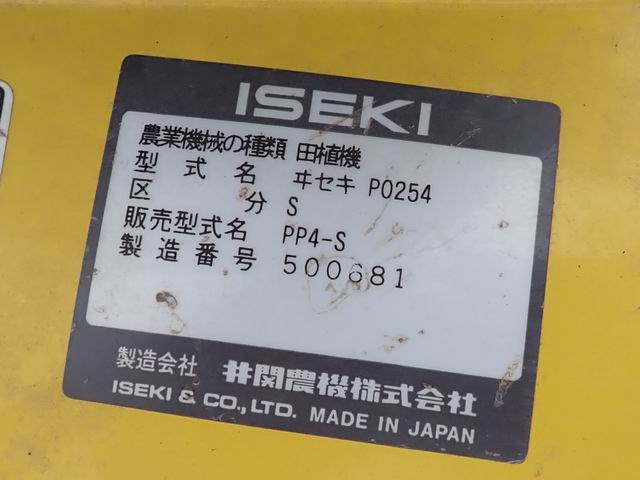 ISEKI
農業機械の種類 田植機
型式名 ヰセキ PO254
区分 S
販売型式名 PP4-S
製造番号 500681
製造会社 井関農機株式会社
ISEKI & CO.,LTD. MADE IN JAPAN